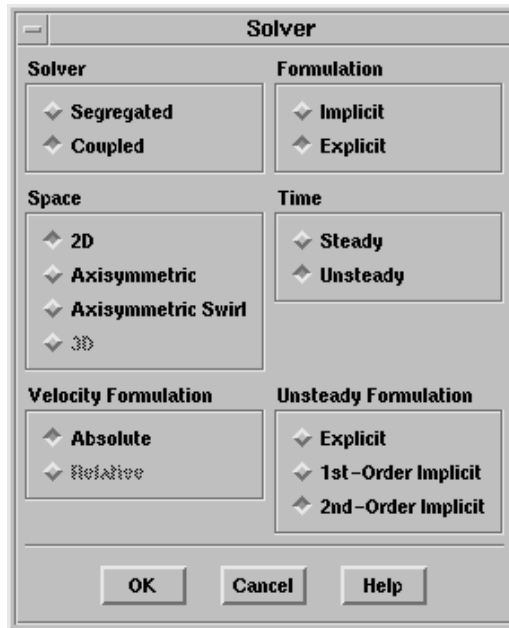 Solver
Solver
Segregated
Coupled
Formulation
Implicit
Explicit
Space
2D
Axisymmetric
Axisymmetric Swirl
3D
Time
Steady
Unsteady
Velocity Formulation
Absolute
Relative
Unsteady Formulation
Explicit
1st-Order Implicit
2nd-Order Implicit
OK
Cancel
Help